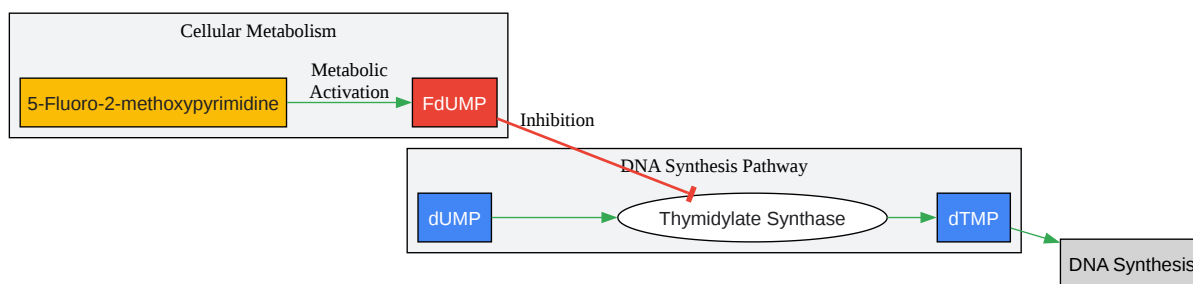 Cellular Metabolism
5-Fluoro-2-methoxypyrimidine
Metabolic
Activation
FdUMP
Inhibition
DNA Synthesis Pathway
dUMP
Thymidylate Synthase
dTMP
DNA Synthesis